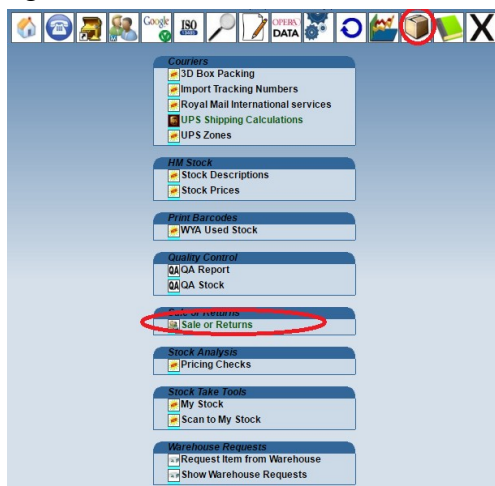 Google ISO OPERA
DATA
Couriers
3D Box Packing
Import Tracking Numbers
Royal Mail International services
UPS Shipping Calculations
UPS Zones
HM Stock
Stock Descriptions
Stock Prices
Print Barcodes
WYA Used Stock
Quality Control
QA QA Report
QA QA Stock
Sale or Returns
Sale or Returns
Stock Analysis
Pricing Checks
Stock Take Tools
My Stock
Scan to My Stock
Warehouse Requests
Request Item from Warehouse
Show Warehouse Requests